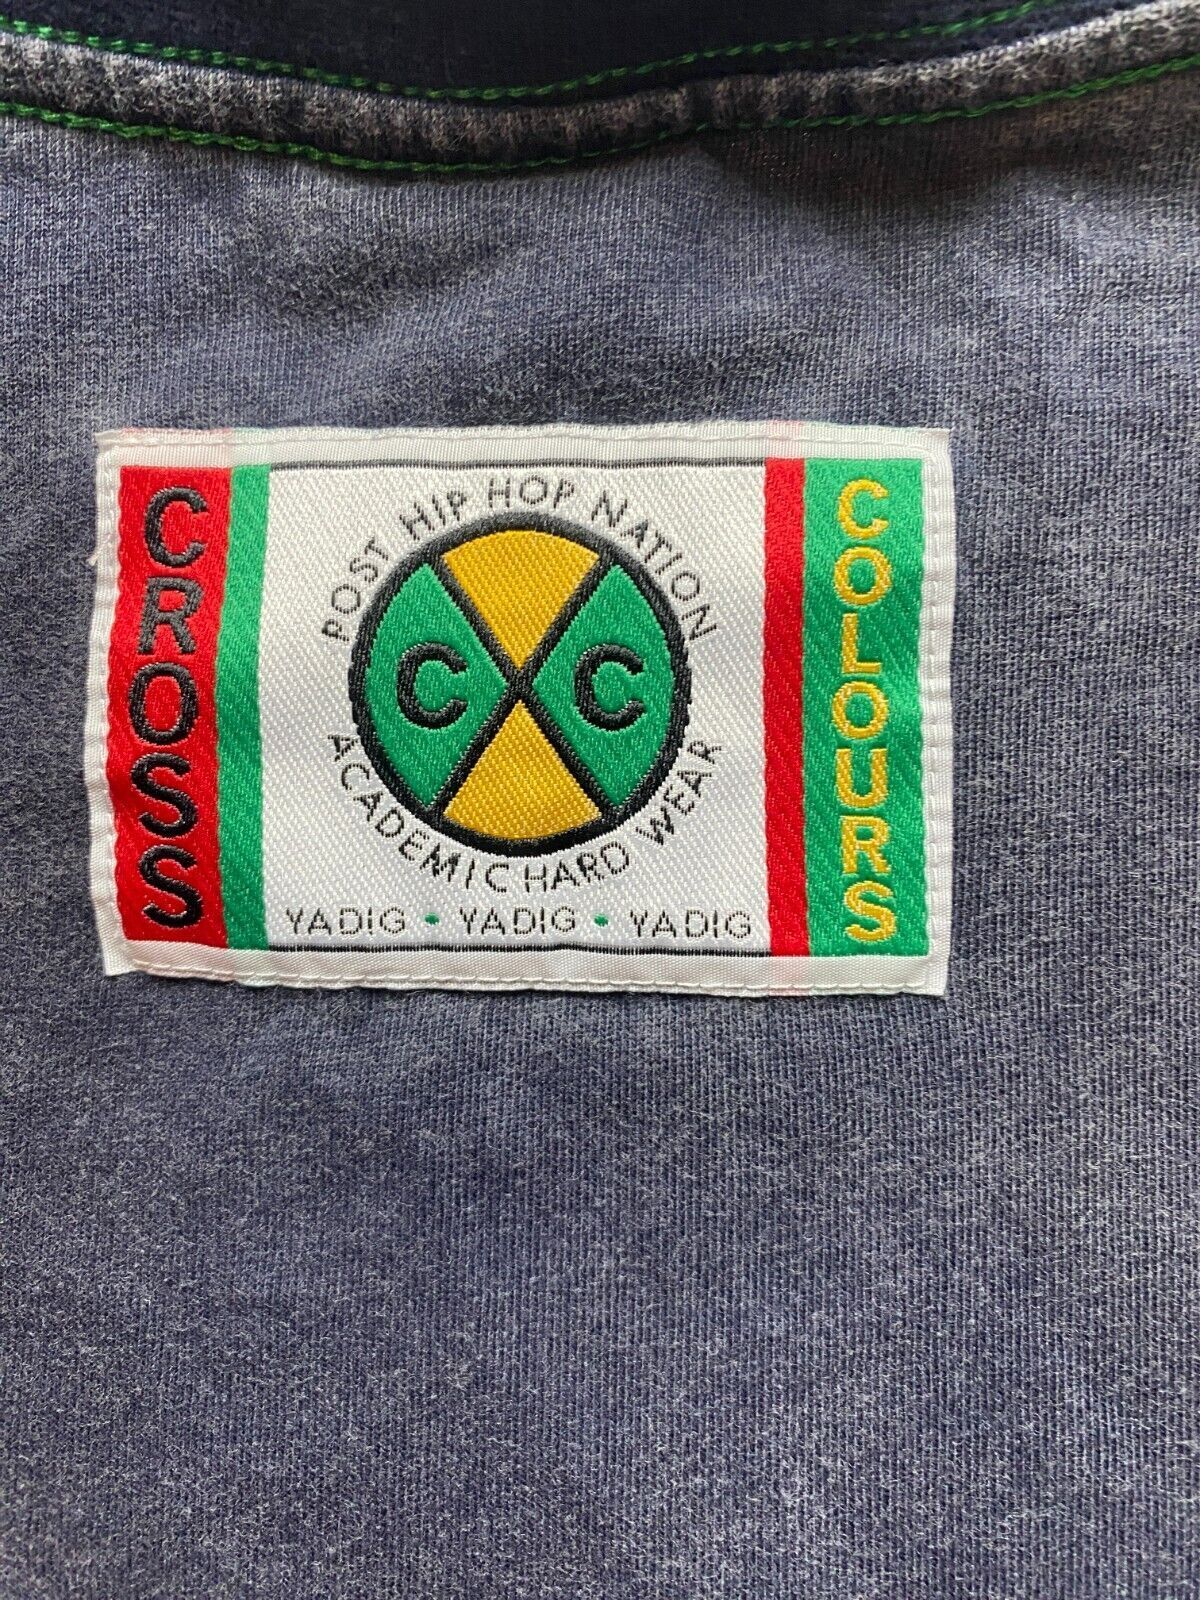 CROSS
POST HIP HOP NATION
C C
ACADEMIC HARD WEAR
YADIG • YADIG • YADIG
COLOURS